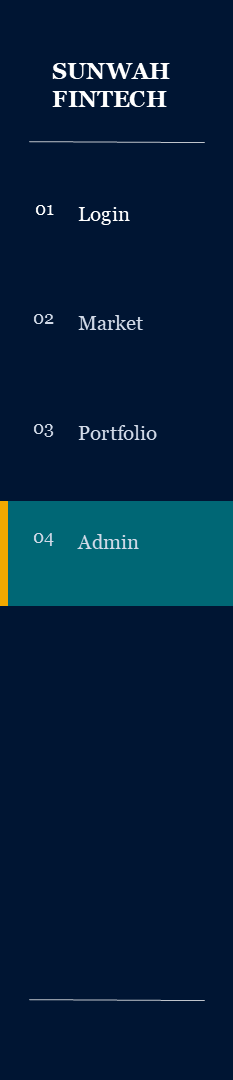 SUNWAH
FINTECH
01 Login
02 Market
03 Portfolio
04 Admin